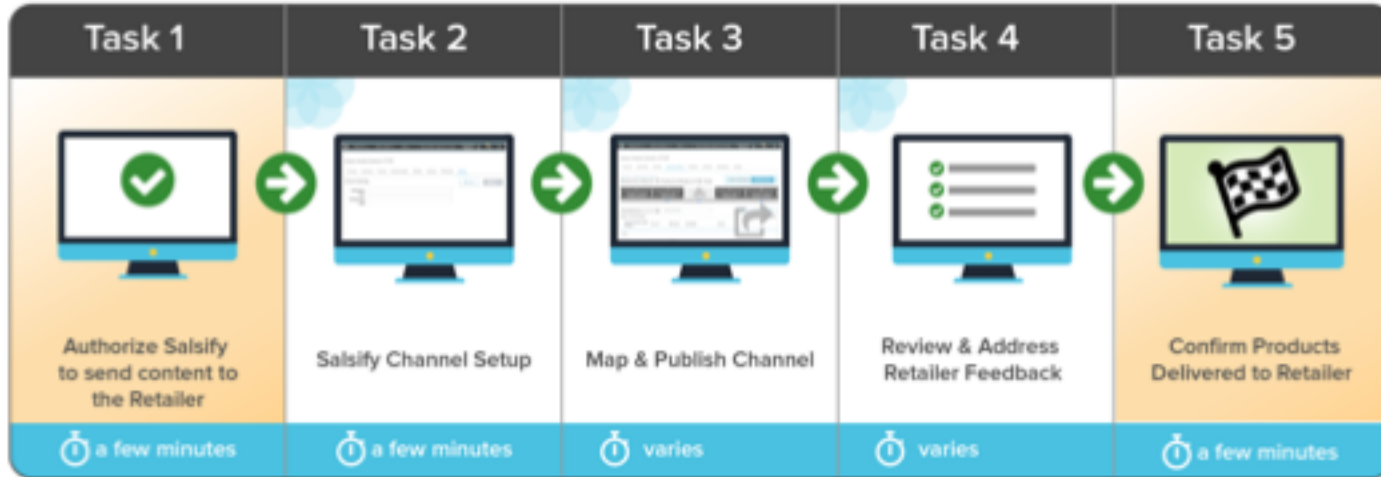 Task 1
Task 2
Task 3
Task 4
Task 5
Authorize Salsify
to send content to
the Retailer
Salsify Channel Setup
Map & Publish Channel
Review & Address
Retailer Feedback
Confirm Products
Delivered to Retailer
a few minutes
a few minutes
varies
varies
a few minutes